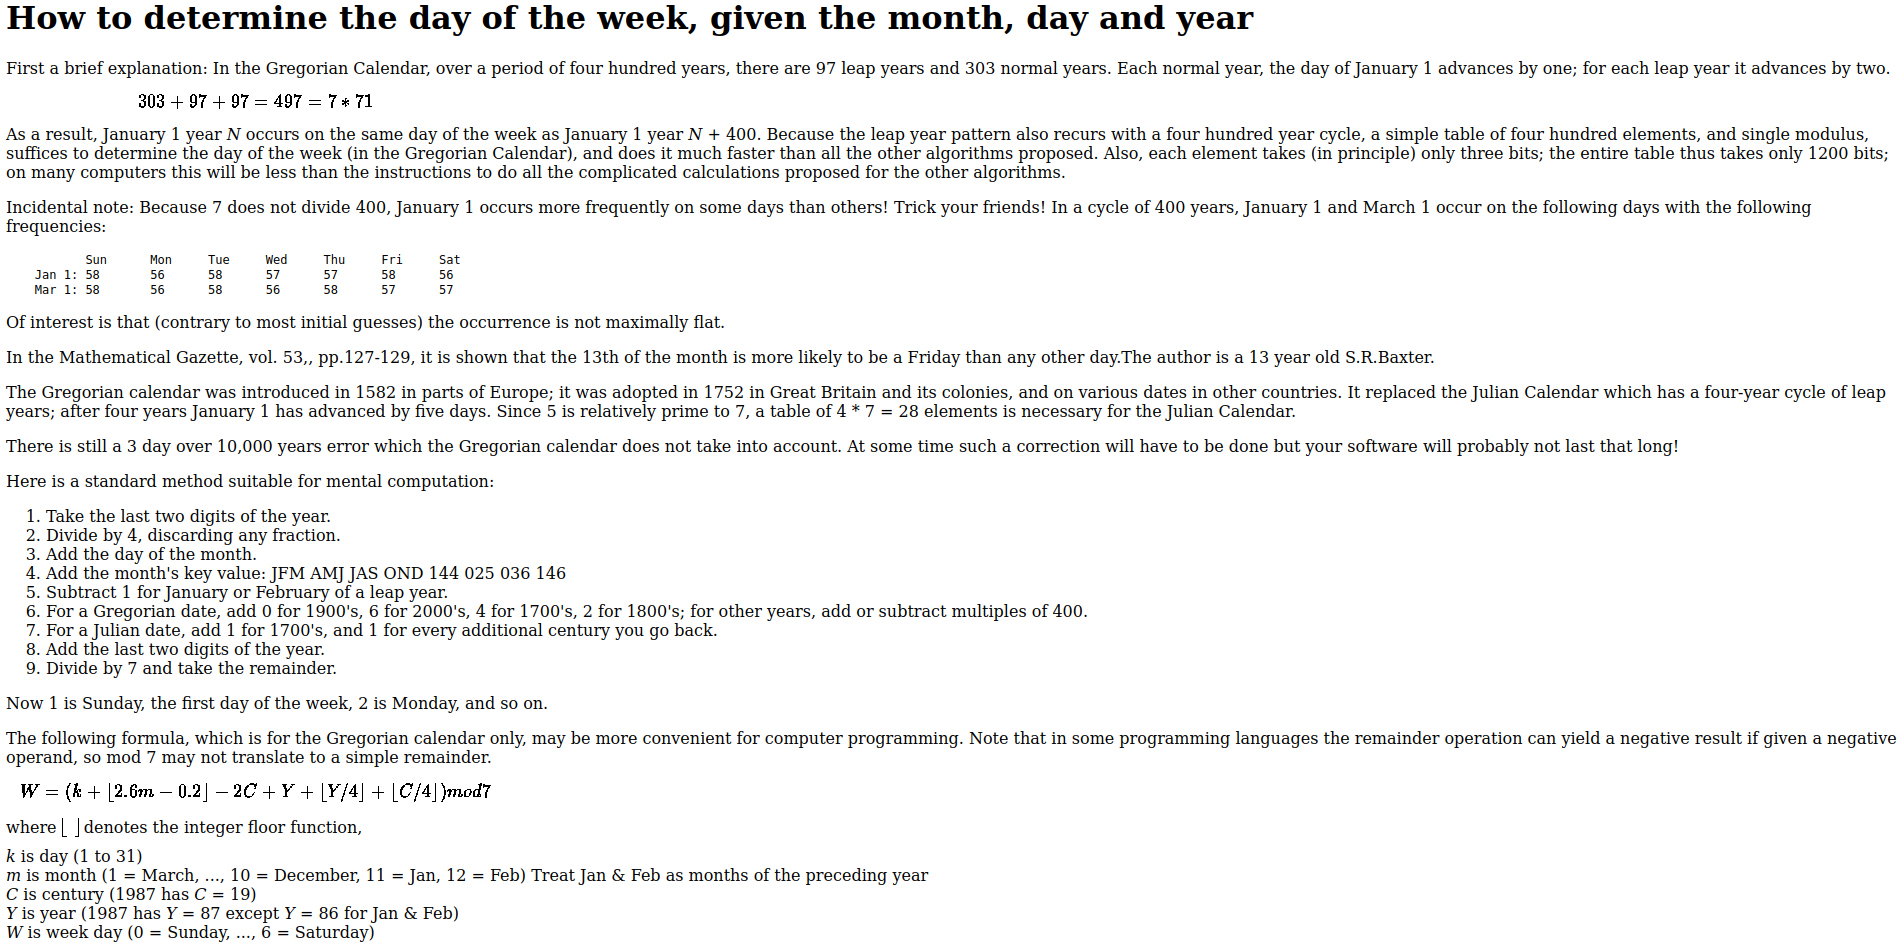 How to determine the day of the week, given the month, day and year
First a brief explanation: In the Gregorian Calendar, over a period of four hundred years, there are 97 leap years and 303 normal years. Each normal year, the day of January 1 advances by one; for each leap year it advances by two.
303 + 97 + 97 = 497 = 7 * 71
As a result, January 1 year N occurs on the same day of the week as January 1 year N + 400. Because the leap year pattern also recurs with a four hundred year cycle, a simple table of four hundred elements, and single modulus,
suffices to determine the day of the week (in the Gregorian Calendar), and does it much faster than all the other algorithms proposed. Also, each element takes (in principle) only three bits; the entire table thus takes only 1200 bits;
on many computers this will be less than the instructions to do all the complicated calculations proposed for the other algorithms.
Incidental note: Because 7 does not divide 400, January 1 occurs more frequently on some days than others! Trick your friends! In a cycle of 400 years, January 1 and March 1 occur on the following days with the following
frequencies:
Sun Mon Tue Wed Thu Fri Sat
Jan 1: 58 56 58 57 57 58 56
Mar 1: 58 56 58 56 58 57 57
Of interest is that (contrary to most initial guesses) the occurrence is not maximally flat.
In the Mathematical Gazette, vol. 53,, pp.127-129, it is shown that the 13th of the month is more likely to be a Friday than any other day.The author is a 13 year old S.R.Baxter.
The Gregorian calendar was introduced in 1582 in parts of Europe; it was adopted in 1752 in Great Britain and its colonies, and on various dates in other countries. It replaced the Julian Calendar which has a four-year cycle of leap
years; after four years January 1 has advanced by five days. Since 5 is relatively prime to 7, a table of 4 * 7 = 28 elements is necessary for the Julian Calendar.
There is still a 3 day over 10,000 years error which the Gregorian calendar does not take into account. At some time such a correction will have to be done but your software will probably not last that long!
Here is a standard method suitable for mental computation:
1. Take the last two digits of the year.
2. Divide by 4, discarding any fraction.
3. Add the day of the month.
4. Add the month's key value: JFM AMJ JAS OND 144 025 036 146
5. Subtract 1 for January or February of a leap year.
6. For a Gregorian date, add 0 for 1900's, 6 for 2000's, 4 for 1700's, 2 for 1800's; for other years, add or subtract multiples of 400.
7. For a Julian date, add 1 for 1700's, and 1 for every additional century you go back.
8. Add the last two digits of the year.
9. Divide by 7 and take the remainder.
Now 1 is Sunday, the first day of the week, 2 is Monday, and so on.
The following formula, which is for the Gregorian calendar only, may be more convenient for computer programming. Note that in some programming languages the remainder operation can yield a negative result if given a negative
operand, so mod 7 may not translate to a simple remainder.
W = (k + ⌊2.6m − 0.2⌋ − 2C + Y + ⌊Y/4⌋ + ⌊C/4⌋)mod7
where ⌊ ⌋ denotes the integer floor function,
k is day (1 to 31)
m is month (1 = March, ..., 10 = December, 11 = Jan, 12 = Feb) Treat Jan & Feb as months of the preceding year
C is century (1987 has C = 19)
Y is year (1987 has Y = 87 except Y = 86 for Jan & Feb)
W is week day (0 = Sunday, ..., 6 = Saturday)